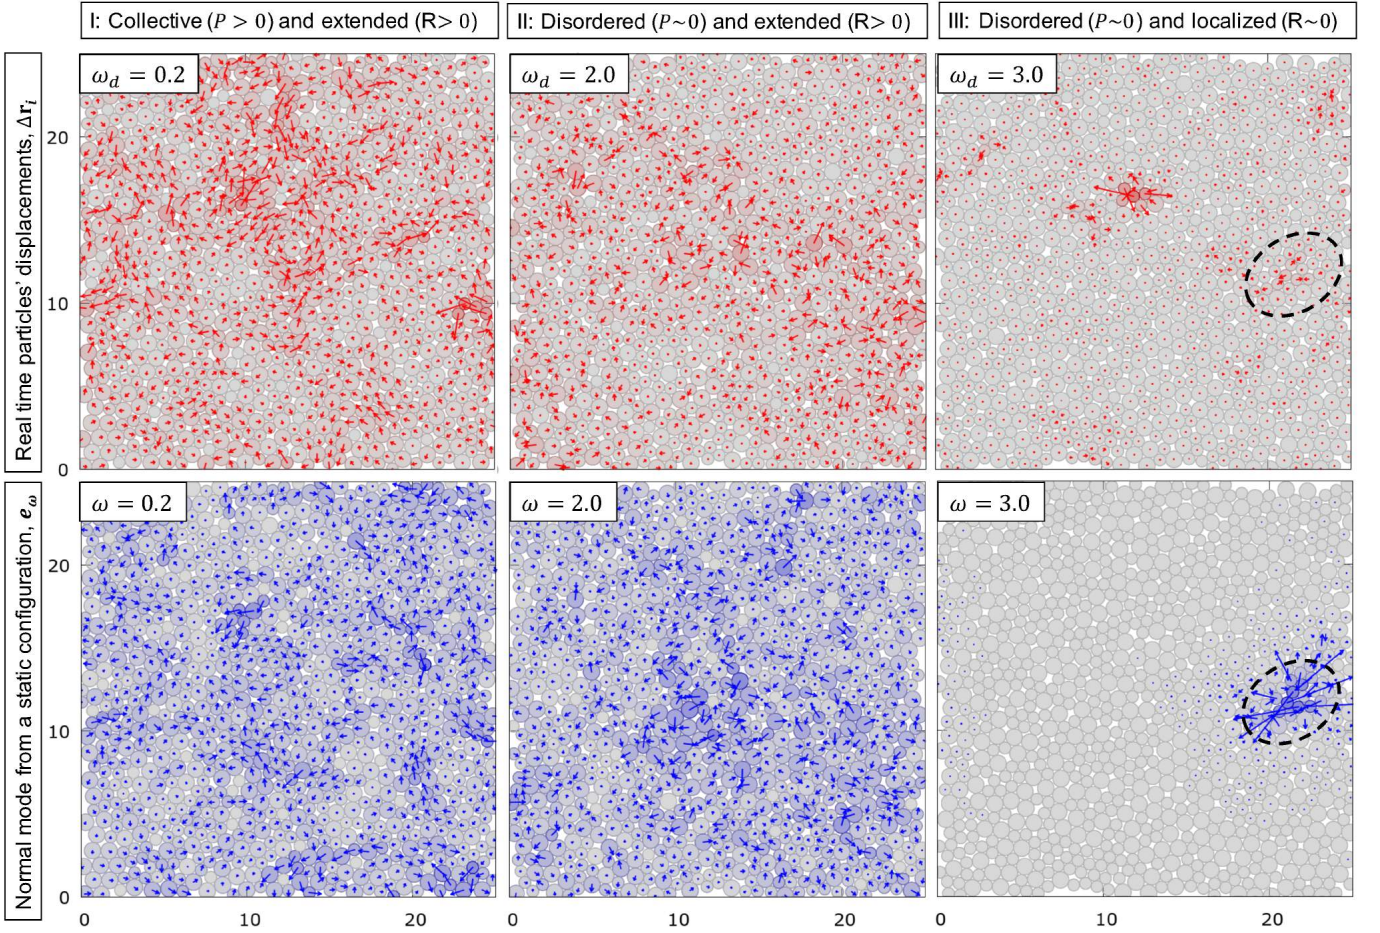 I: Collective (P > 0) and extended (R> 0)
II: Disordered (P~0) and extended (R> 0)
III: Disordered (P~0) and localized (R~0)
Real time particles' displacements, Δr_i
ω_d = 0.2
ω_d = 2.0
ω_d = 3.0
20
10
0
Normal mode from a static configuration, e_ω
ω = 0.2
ω = 2.0
ω = 3.0
20
10
0
0 10 20 0 10 20 0 10 20